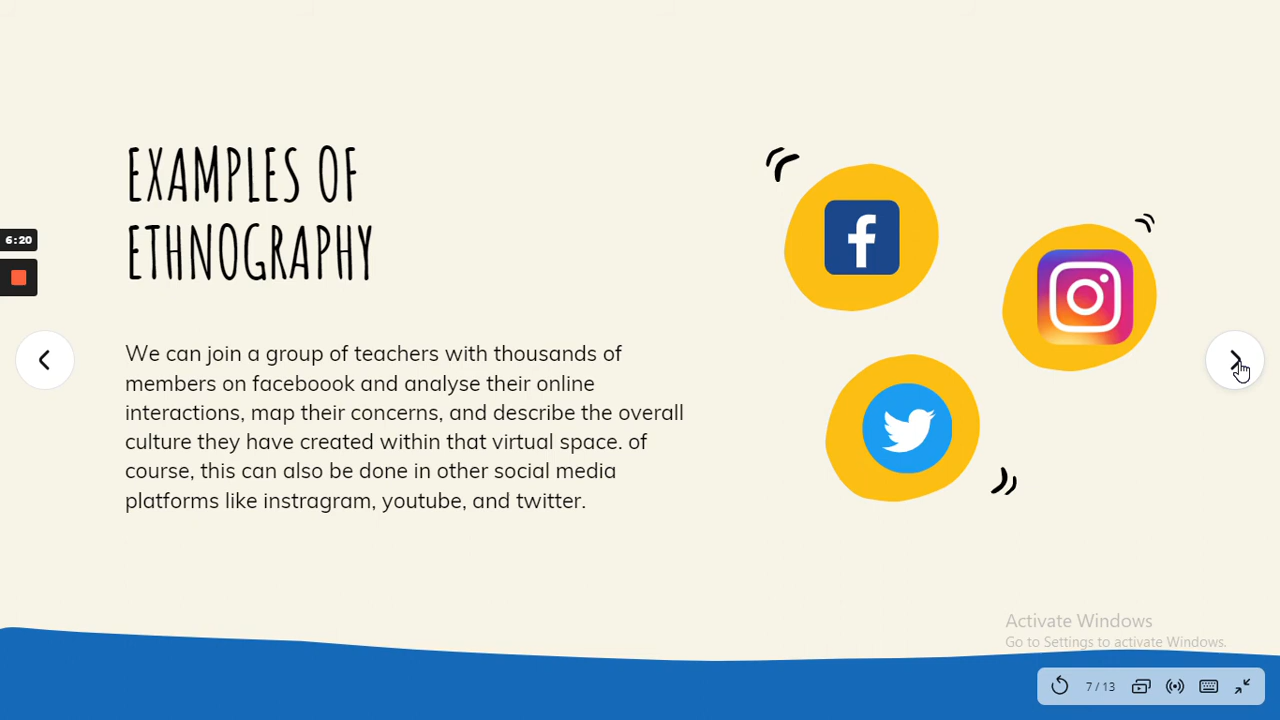 EXAMPLES OF
ETHNOGRAPHY
6:20
We can join a group of teachers with thousands of
members on faceboook and analyse their online
interactions, map their concerns, and describe the overall
culture they have created within that virtual space. of
course, this can also be done in other social media
platforms like instragram, youtube, and twitter.
Activate Windows
Go to Settings to activate Windows.
7 / 13